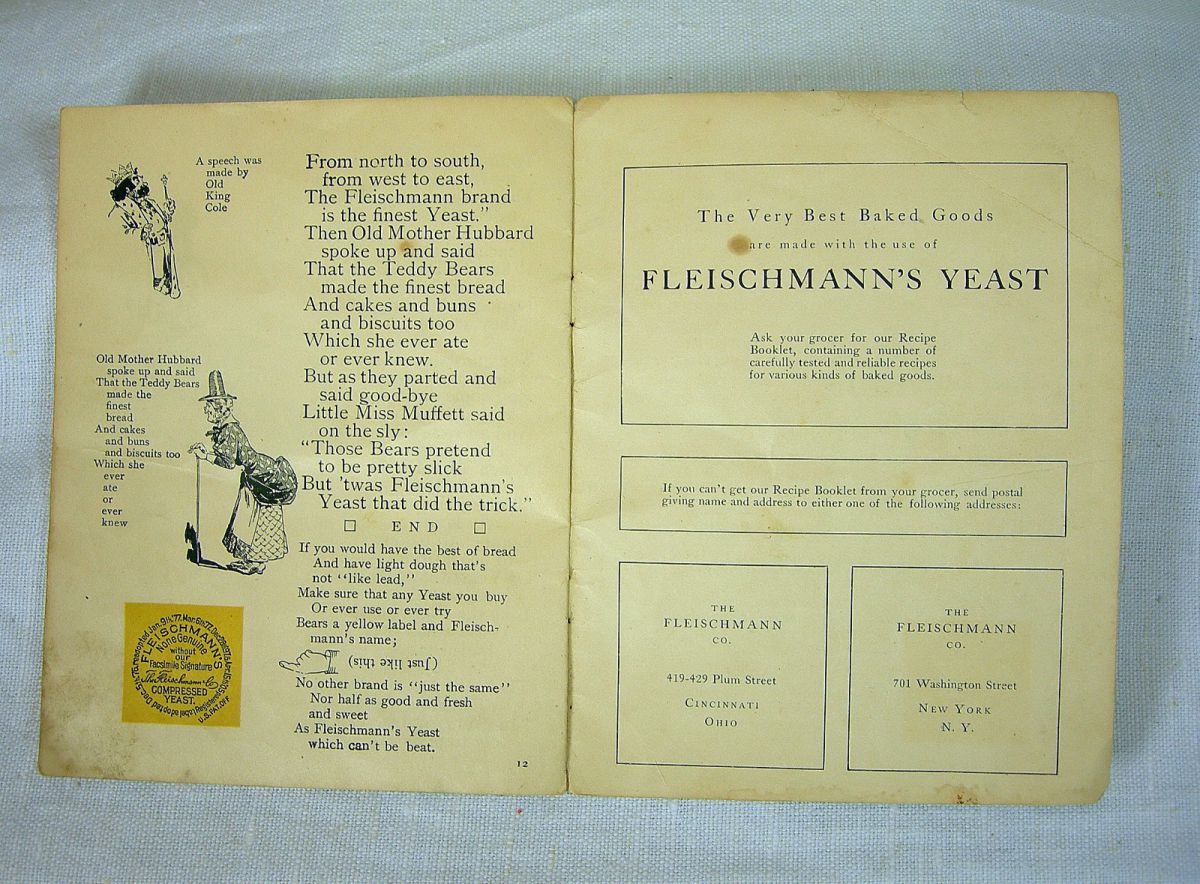 A speech was
made by
Old
King
Cole
Old Mother Hubbard
spoke up and said
That the Teddy Bears
made the
finest
bread
And cakes
and buns
and biscuits too
Which she
ever
ate
or
ever
knew
FLEISCHMANN'S
None Genuine
without
our
Facsimile Signature
The Fleischmann Co
COMPRESSED
YEAST.
U.S. PAT. OFF
From north to south,
from west to east,
The Fleischmann brand
is the finest Yeast."
Then Old Mother Hubbard
spoke up and said
That the Teddy Bears
made the finest bread
And cakes and buns
and biscuits too
Which she ever ate
or ever knew.
But as they parted and
said good-bye
Little Miss Muffett said
on the sly:
"Those Bears pretend
to be pretty slick
But 'twas Fleischmann's
Yeast that did the trick."
END
If you would have the best of bread
And have light dough that's
not "like lead,"
Make sure that any Yeast you buy
Or ever use or ever try
Bears a yellow label and Fleisch-
mann's name;
(just like this)
No other brand is "just the same"
Nor half as good and fresh
and sweet
As Fleischmann's Yeast
which can't be beat.
12
The Very Best Baked Goods
are made with the use of
FLEISCHMANN'S YEAST
Ask your grocer for our Recipe
Booklet, containing a number of
carefully tested and reliable recipes
for various kinds of baked goods.
If you can't get our Recipe Booklet from your grocer, send postal
giving name and address to either one of the following addresses:
THE
FLEISCHMANN
CO.
419-429 Plum Street
CINCINNATI
OHIO
THE
FLEISCHMANN
CO.
701 Washington Street
NEW YORK
N. Y.